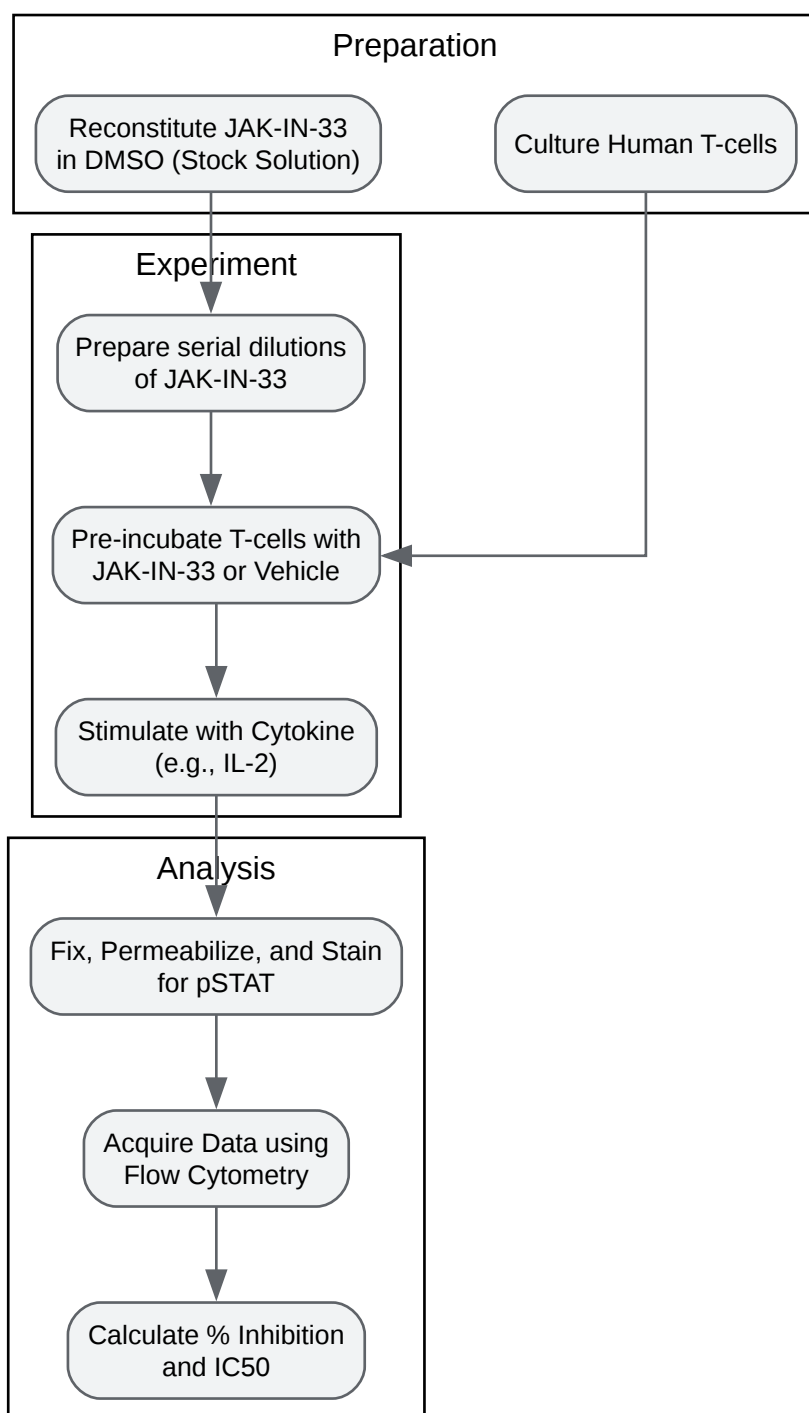 Preparation
Reconstitute JAK-IN-33
in DMSO (Stock Solution)
Culture Human T-cells
Experiment
Prepare serial dilutions
of JAK-IN-33
Pre-incubate T-cells with
JAK-IN-33 or Vehicle
Stimulate with Cytokine
(e.g., IL-2)
Analysis
Fix, Permeabilize, and Stain
for pSTAT
Acquire Data using
Flow Cytometry
Calculate % Inhibition
and IC50